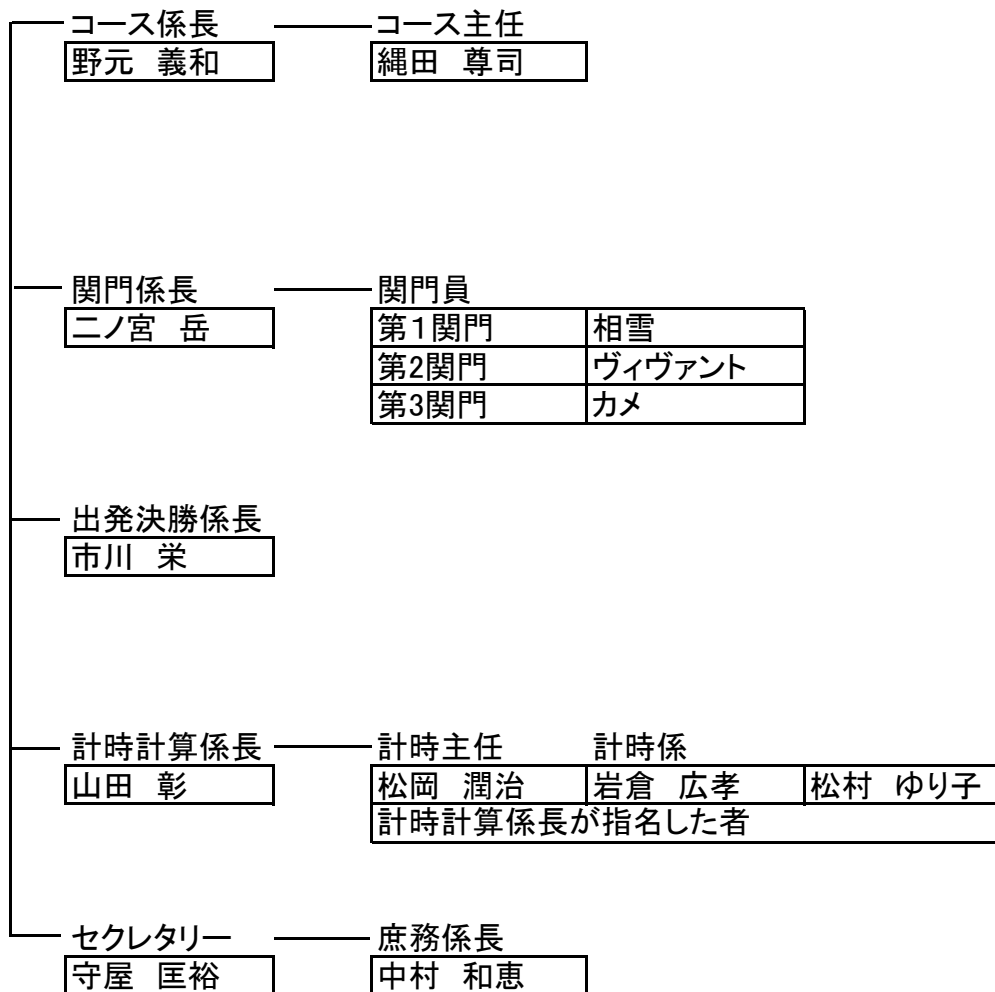 コース係長 コース主任
野元 義和 縄田 尊司
関門係長 関門員
二ノ宮 岳 第1関門 相雪
第2関門 ヴィヴァント
第3関門 カメ
出発決勝係長
市川 栄
計時計算係長 計時主任 計時係
山田 彰 松岡 潤治 岩倉 広孝 松村 ゆり子
計時計算係長が指名した者
セクレタリー 庶務係長
守屋 匡裕 中村 和恵